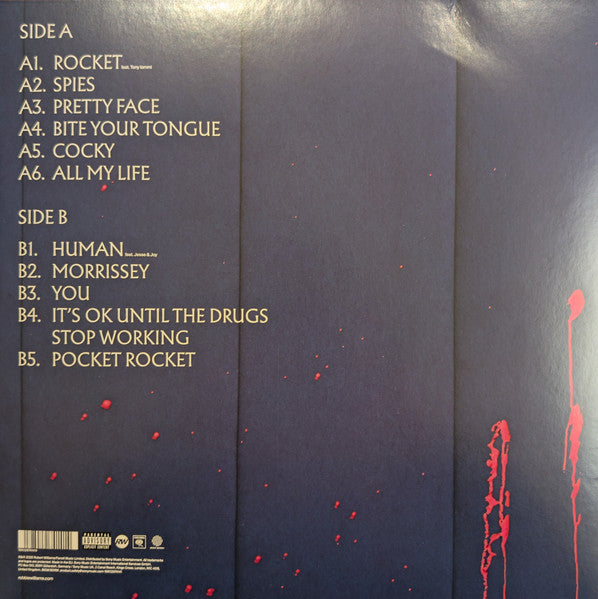 SIDE A
A1. ROCKET feat. Tony Iommi
A2. SPIES
A3. PRETTY FACE
A4. BITE YOUR TONGUE
A5. COCKY
A6. ALL MY LIFE
SIDE B
B1. HUMAN feat. Jesse & Joy
B2. MORRISSEY
B3. YOU
B4. IT'S OK UNTIL THE DRUGS
STOP WORKING
B5. POCKET ROCKET
PARENTAL
ADVISORY
EXPLICIT CONTENT
RW
robbiewilliams.com